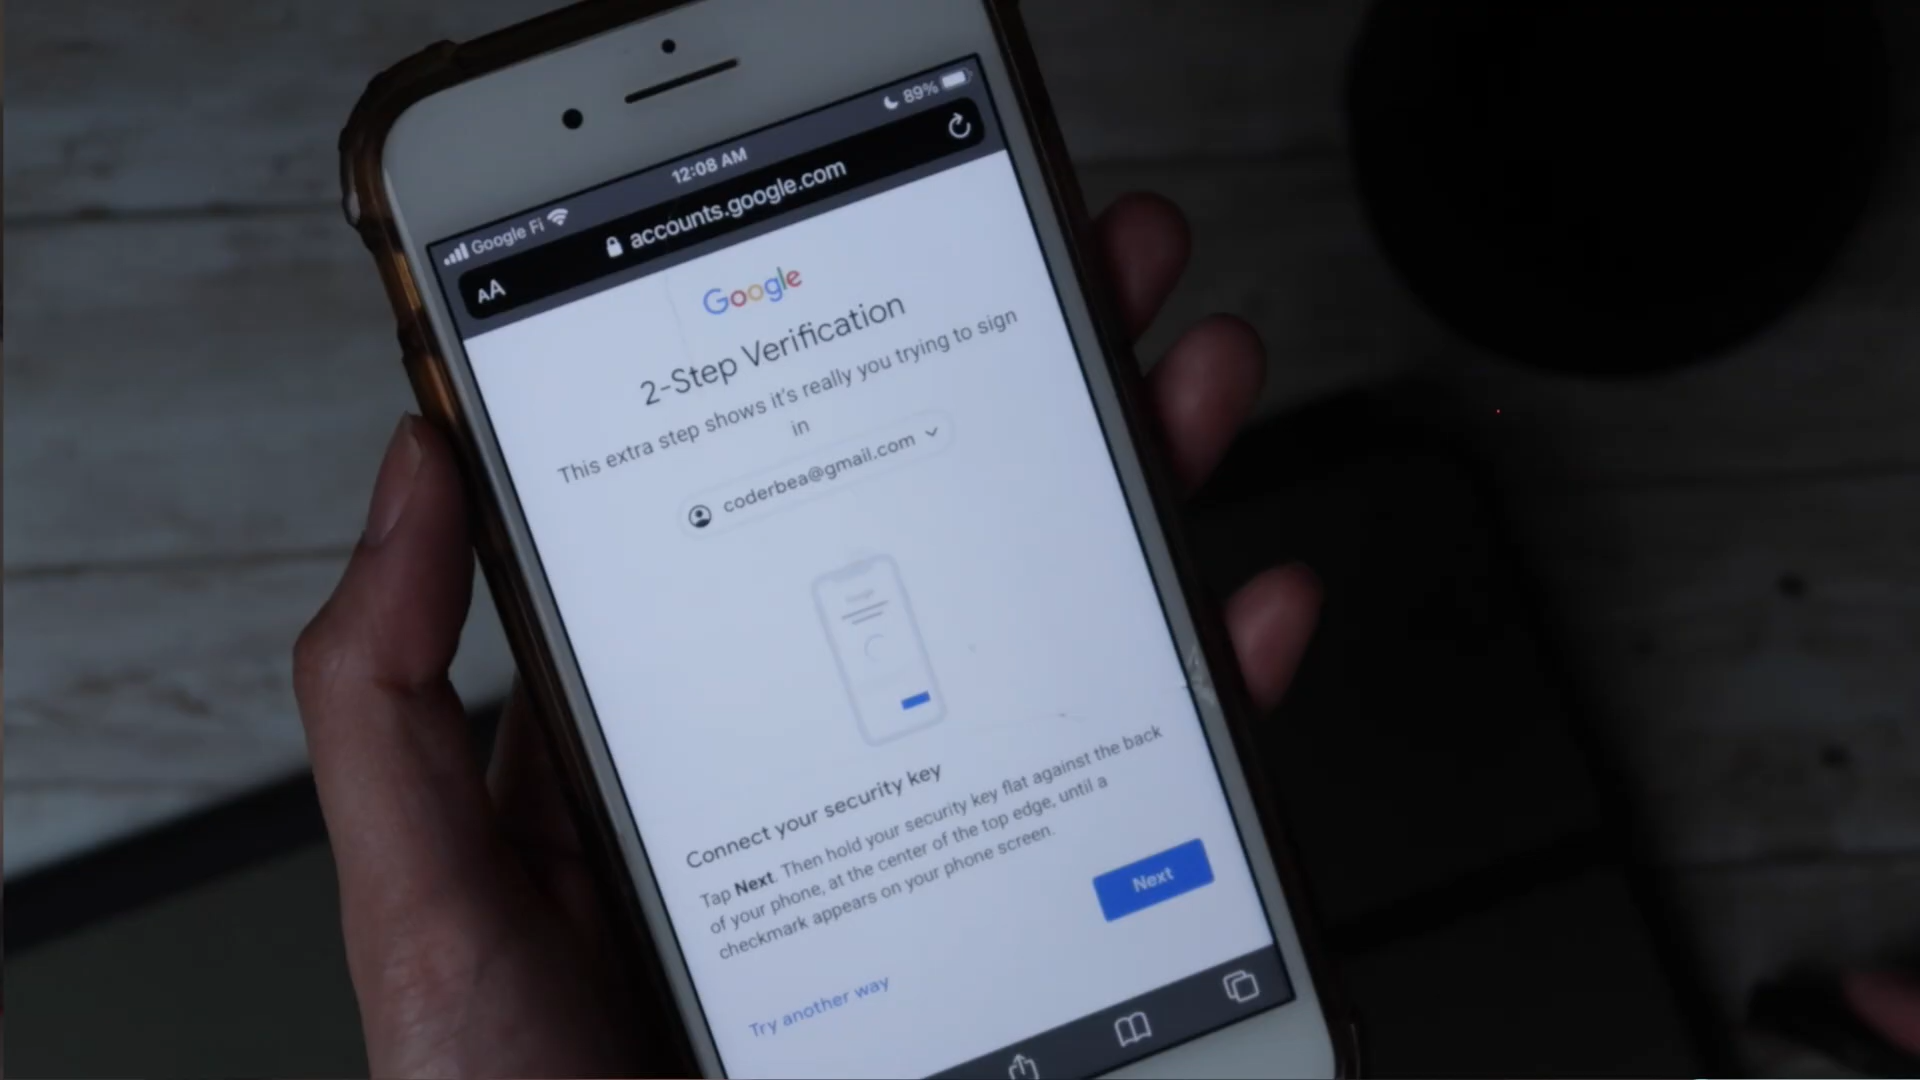 Google Fi 12:08 AM 89%
AA accounts.google.com
Google
2-Step Verification
This extra step shows it's really you trying to sign
in
coderbea@gmail.com
Connect your security key
Tap Next. Then hold your security key flat against the back
of your phone, at the center of the top edge, until a
checkmark appears on your phone screen.
Next
Try another way